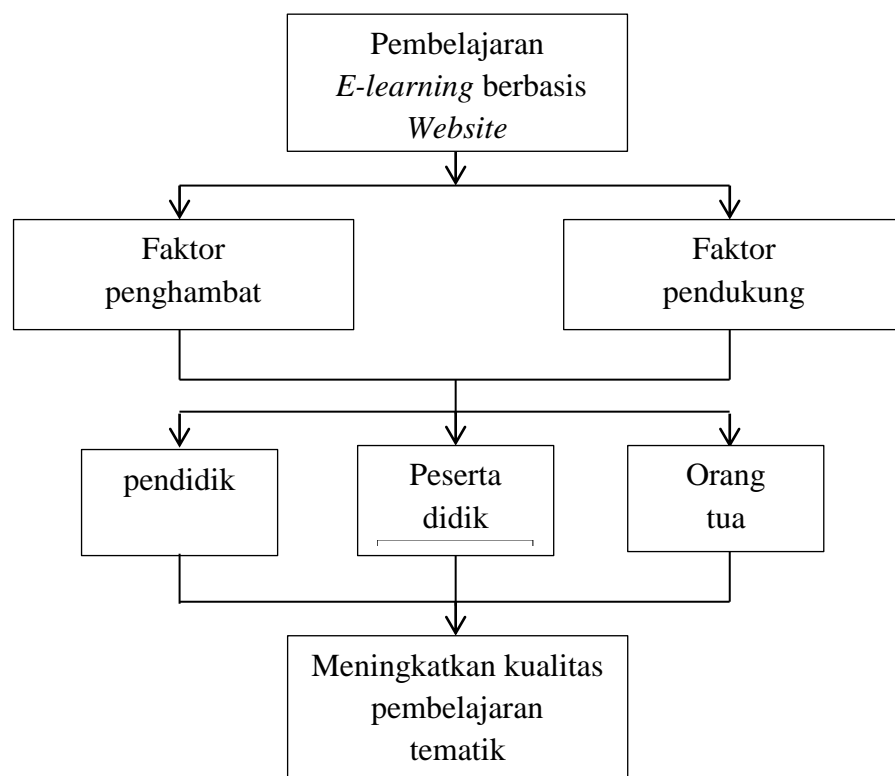 Pembelajaran
E-learning berbasis
Website
Faktor
penghambat
Faktor
pendukung
pendidik
Peserta
didik
Orang
tua
Meningkatkan kualitas
pembelajaran
tematik